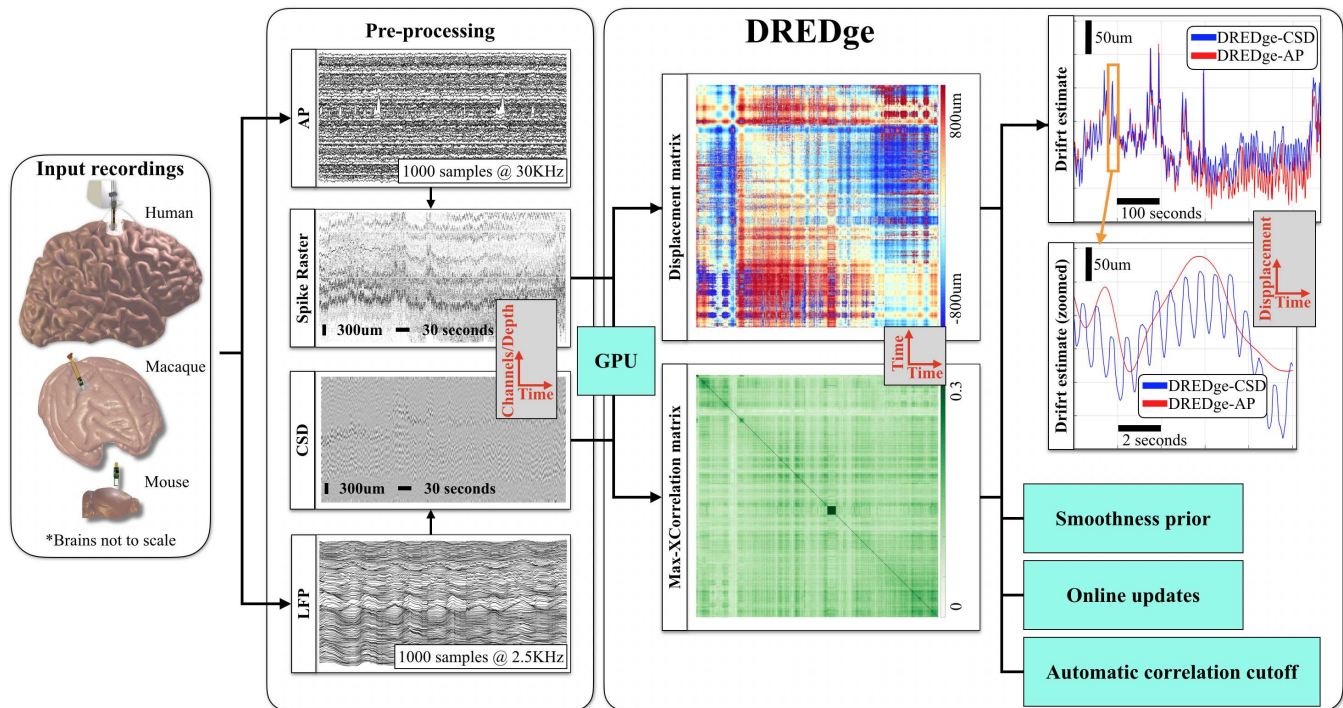 Input recordings
Human
Macaque
Mouse
*Brains not to scale
Pre-processing
AP
1000 samples @ 30KHz
Spike Raster
300um
30 seconds
Channels/Depth
Time
CSD
300um
30 seconds
LFP
1000 samples @ 2.5KHz
GPU
DREDge
Displacement matrix
800um
-800um
Time
Time
Max-XCorrelation matrix
0.3
0
Drifrt estimate
50um
DREDge-CSD
DREDge-AP
100 seconds
Dispplacement
Time
Drifrt estimate (zoomed)
50um
DREDge-CSD
DREDge-AP
2 seconds
Smoothness prior
Online updates
Automatic correlation cutoff